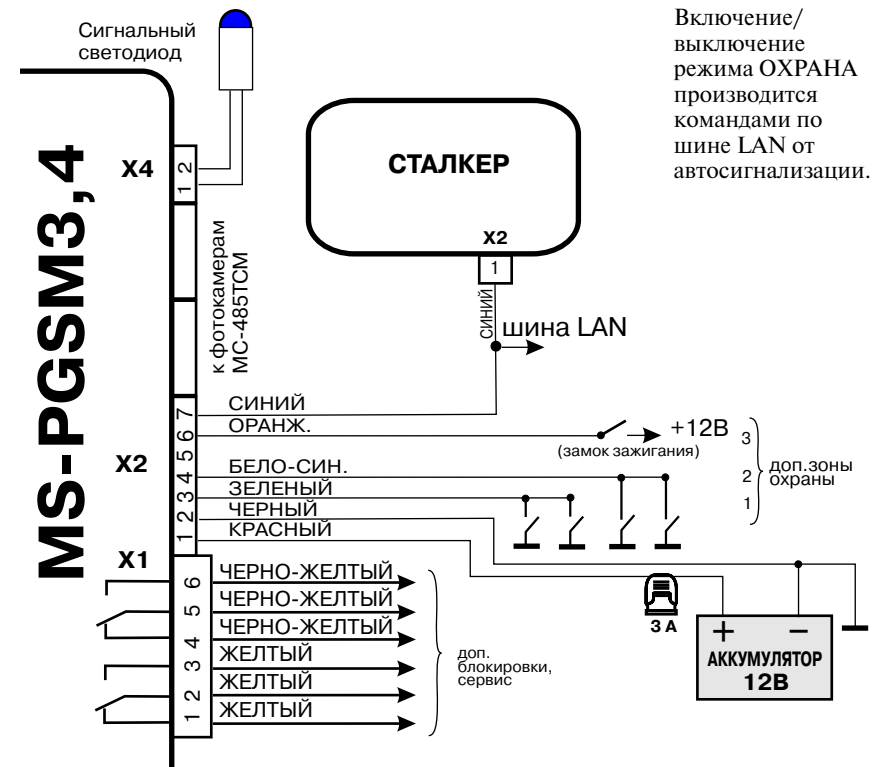 Сигнальный
светодиод
Включение/
выключение
режима ОХРАНА
производится
командами по
шине LAN от
автосигнализации.
MS-PGSM3,4
X4
2
1
к фотокамерам
МС-485ТСМ
СТАЛКЕР
X2
1
СИНИЙ
шина LAN
X2
7
6
5
4
3
2
1
СИНИЙ
ОРАНЖ.
БЕЛО-СИН.
ЗЕЛЕНЫЙ
ЧЕРНЫЙ
КРАСНЫЙ
+12В
(замок зажигания)
3
2
1
доп.зоны
охраны
X1
6
5
4
3
2
1
ЧЕРНО-ЖЕЛТЫЙ
ЧЕРНО-ЖЕЛТЫЙ
ЧЕРНО-ЖЕЛТЫЙ
ЖЕЛТЫЙ
ЖЕЛТЫЙ
ЖЕЛТЫЙ
доп.
блокировки,
сервис
3 А
+ −
АККУМУЛЯТОР
12В